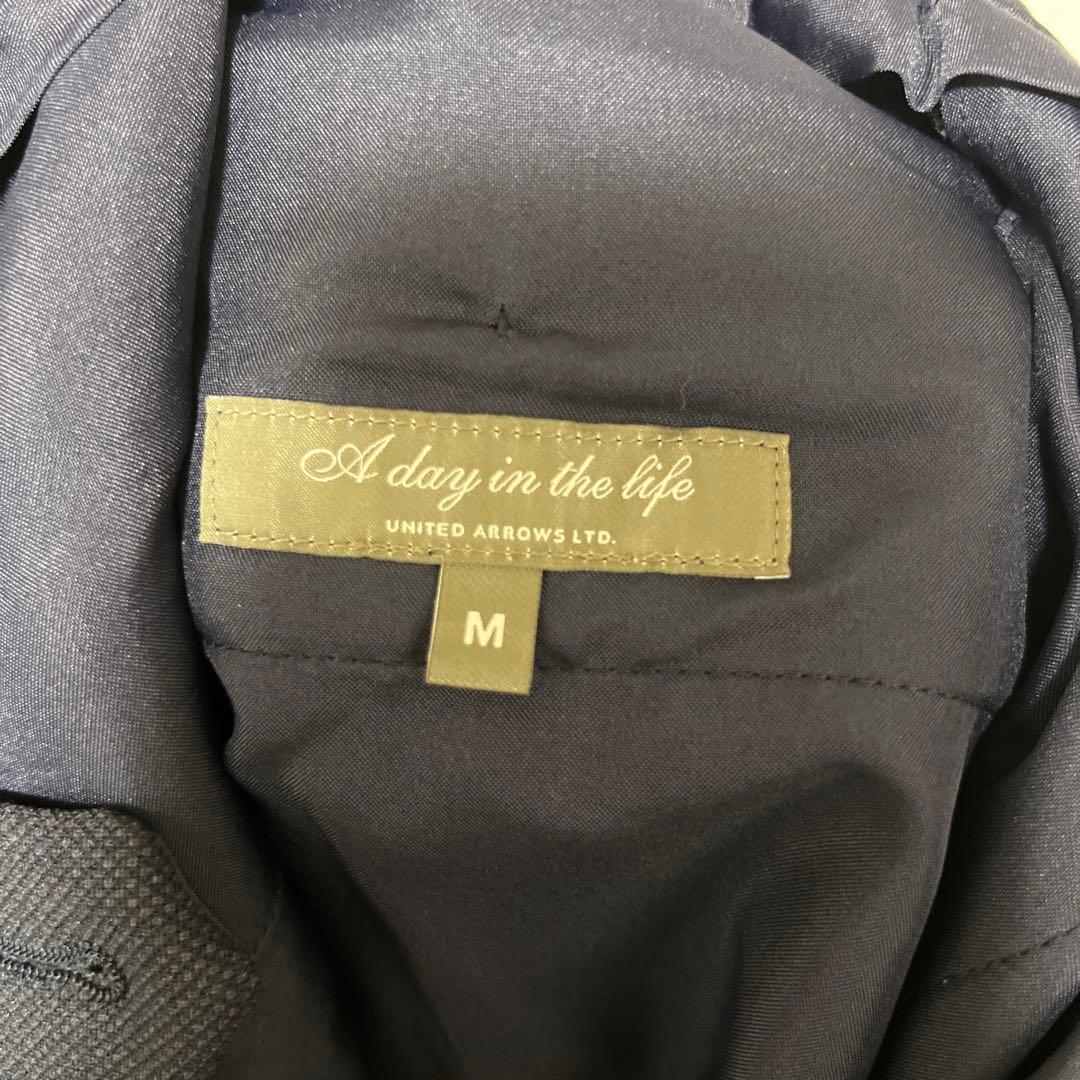 A day in the life
UNITED ARROWS LTD.
M